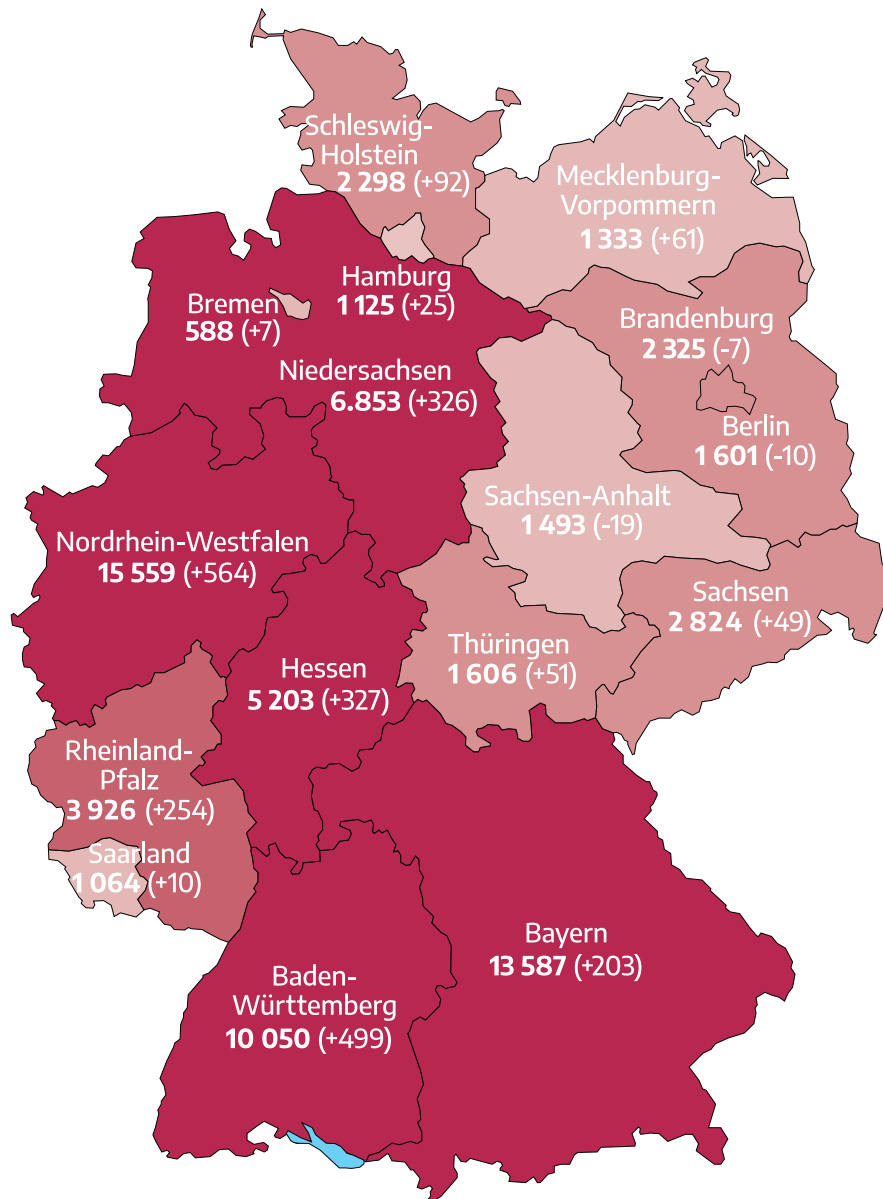 Schleswig-
Holstein
2 298 (+92)
Mecklenburg-
Vorpommern
1 333 (+61)
Hamburg
1 125 (+25)
Bremen
588 (+7)
Brandenburg
2 325 (-7)
Niedersachsen
6.853 (+326)
Berlin
1 601 (-10)
Sachsen-Anhalt
1 493 (-19)
Nordrhein-Westfalen
15 559 (+564)
Sachsen
2 824 (+49)
Thüringen
1 606 (+51)
Hessen
5 203 (+327)
Rheinland-
Pfalz
3 926 (+254)
Saarland
1 064 (+10)
Bayern
13 587 (+203)
Baden-
Württemberg
10 050 (+499)